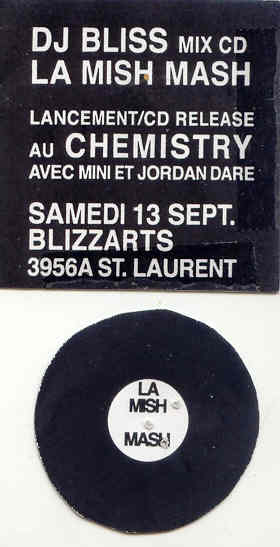 DJ BLISS MIX CD
LA MISH MASH
LANCEMENT/CD RELEASE
AU CHEMISTRY
AVEC MINI ET JORDAN DARE
SAMEDI 13 SEPT.
BLIZZARTS
3956A ST. LAURENT
LA
MISH
MASH